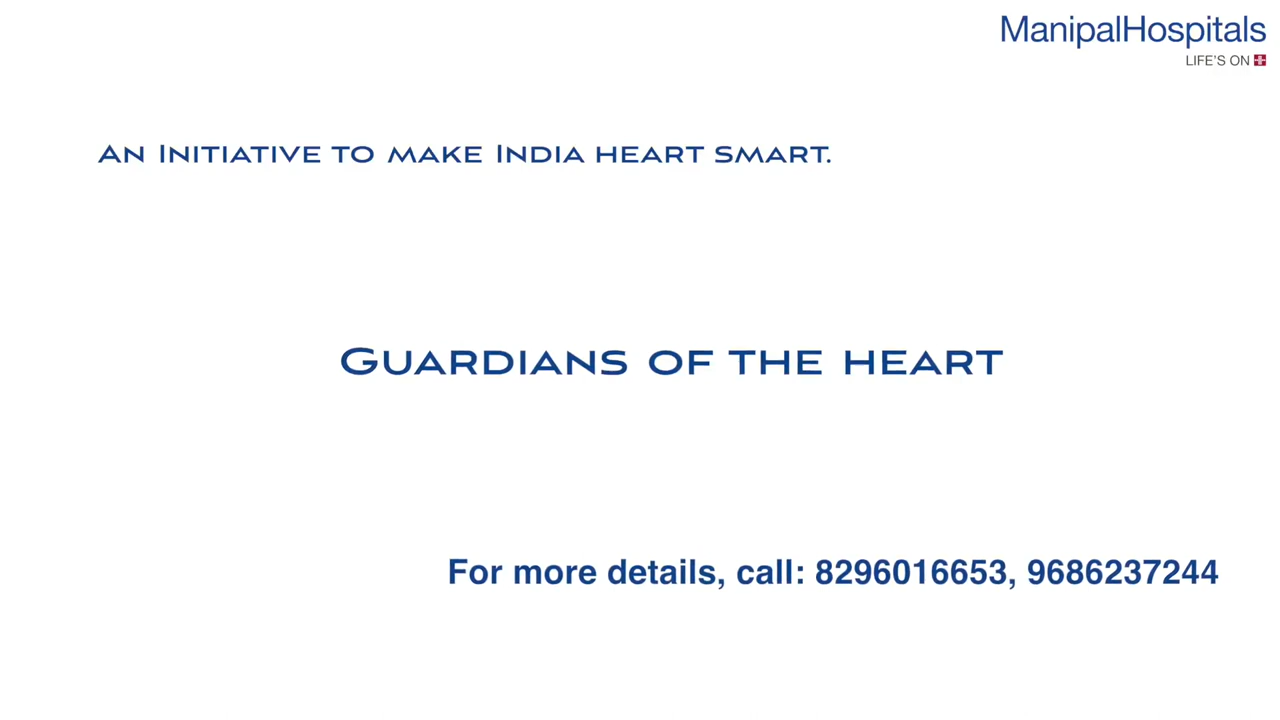 ManipalHospitals
LIFE'S ON
An Initiative to make India heart smart.
Guardians of the heart
For more details, call: 8296016653, 9686237244